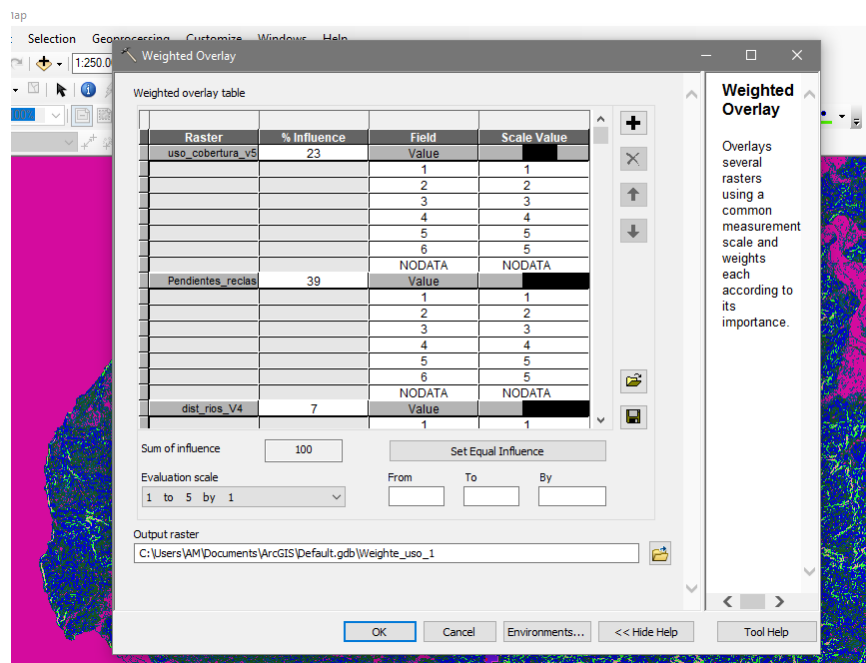 Map
Selection Geoprocessing Customize Windows Help
1:250.00
Weighted Overlay
Weighted overlay table
Raster % Influence Field Scale Value
uso_cobertura_v5 23 Value
1 1
2 2
3 3
4 4
5 5
6 5
NODATA NODATA
Pendientes_reclas 39 Value
1 1
2 2
3 3
4 4
5 5
6 5
NODATA NODATA
dist_rios_V4 7 Value
1 1
Sum of influence 100 Set Equal Influence
Evaluation scale From To By
1 to 5 by 1
Output raster
C:\Users\AM\Documents\ArcGIS\Default.gdb\Weighte_uso_1
OK Cancel Environments... << Hide Help Tool Help
Weighted
Overlay
Overlays
several
rasters
using a
common
measurement
scale and
weights
each
according to
its
importance.